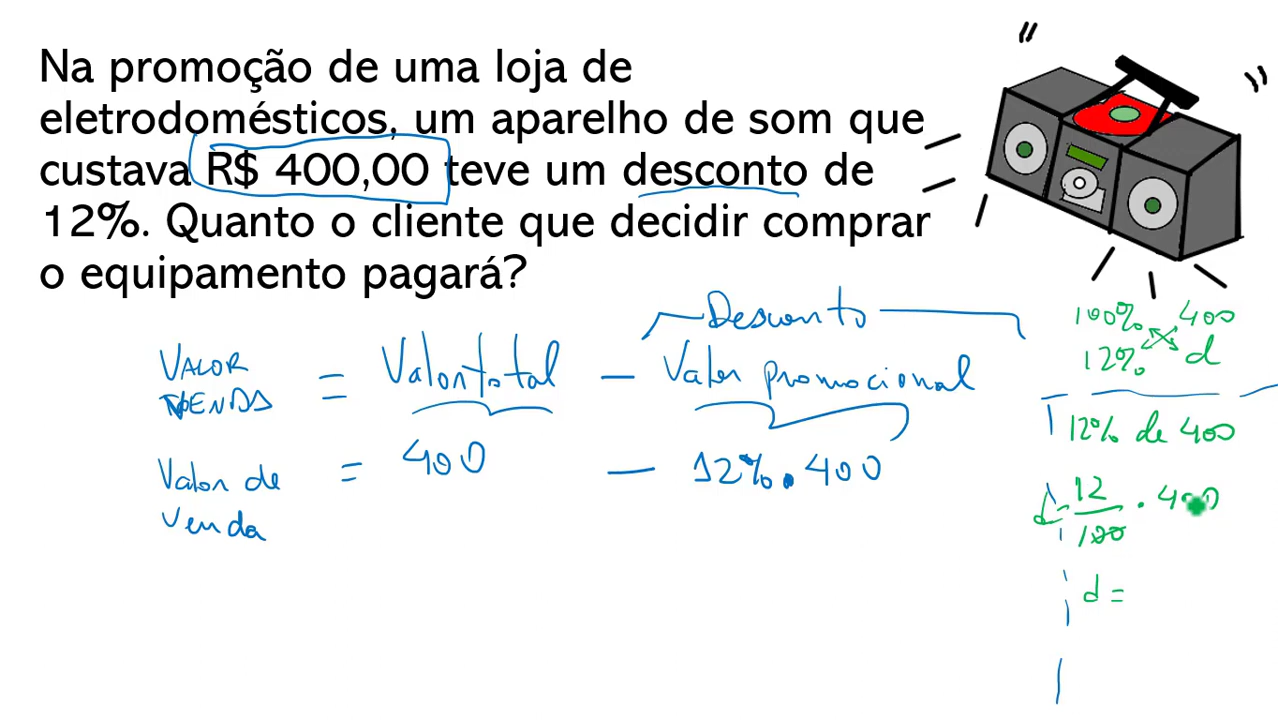 Na promoção de uma loja de
eletrodomésticos, um aparelho de som que
custava R$ 400,00 teve um desconto de
12%. Quanto o cliente que decidir comprar
o equipamento pagará?
Desconto
VALOR = Valor total - Valor promocional
Valor de venda = 400 - 12% . 400
100% 400
12% d
12% de 400
d = 12/100 . 400
d =